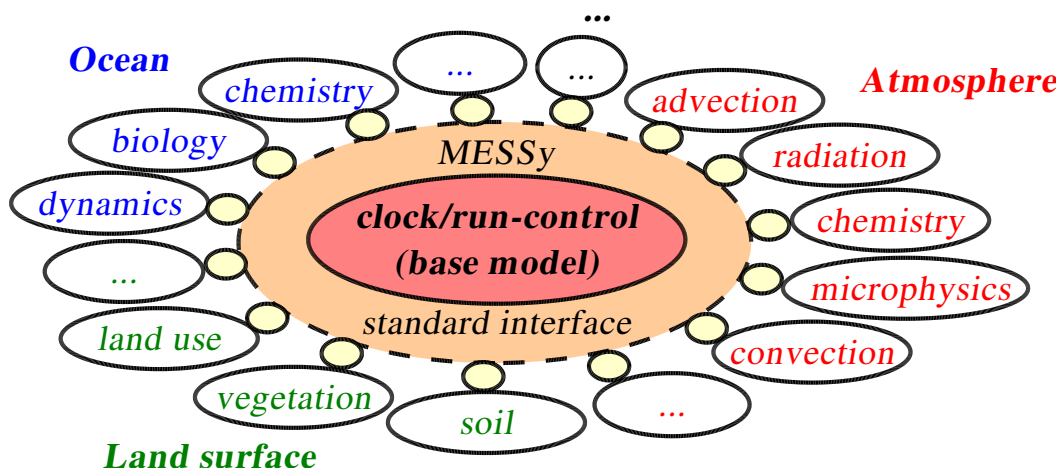 ...
Ocean
...
...
chemistry
advection
Atmosphere
biology
MESSy
radiation
dynamics
clock/run-control
(base model)
chemistry
...
microphysics
land use
standard interface
convection
vegetation
soil
...
Land surface